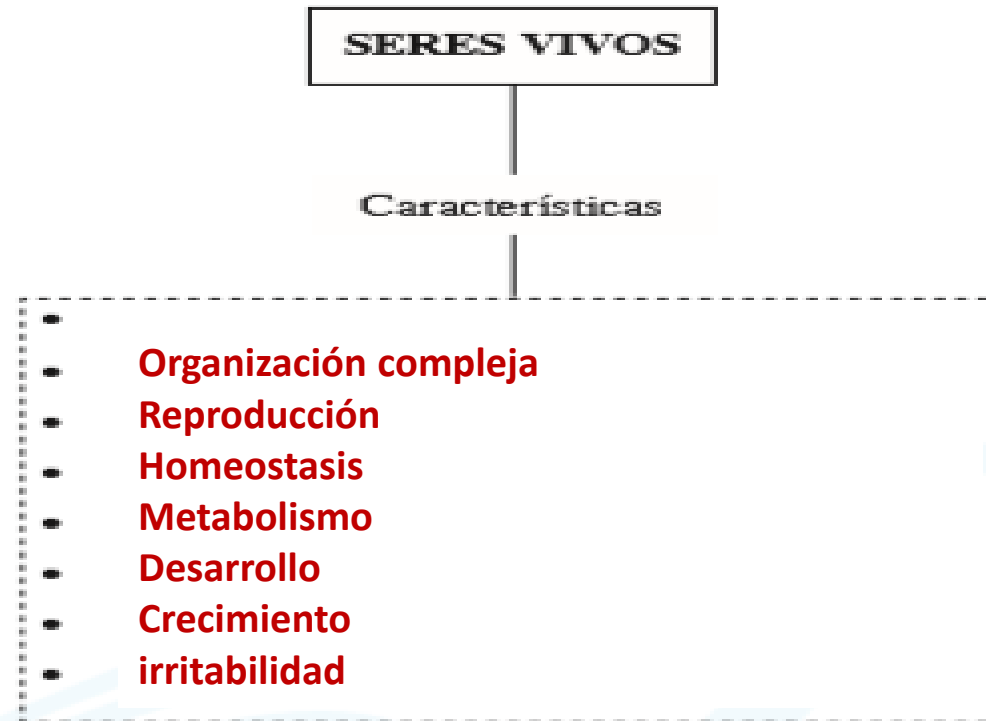 SERES VIVOS
Características
•
• Organización compleja
• Reproducción
• Homeostasis
• Metabolismo
• Desarrollo
• Crecimiento
• irritabilidad